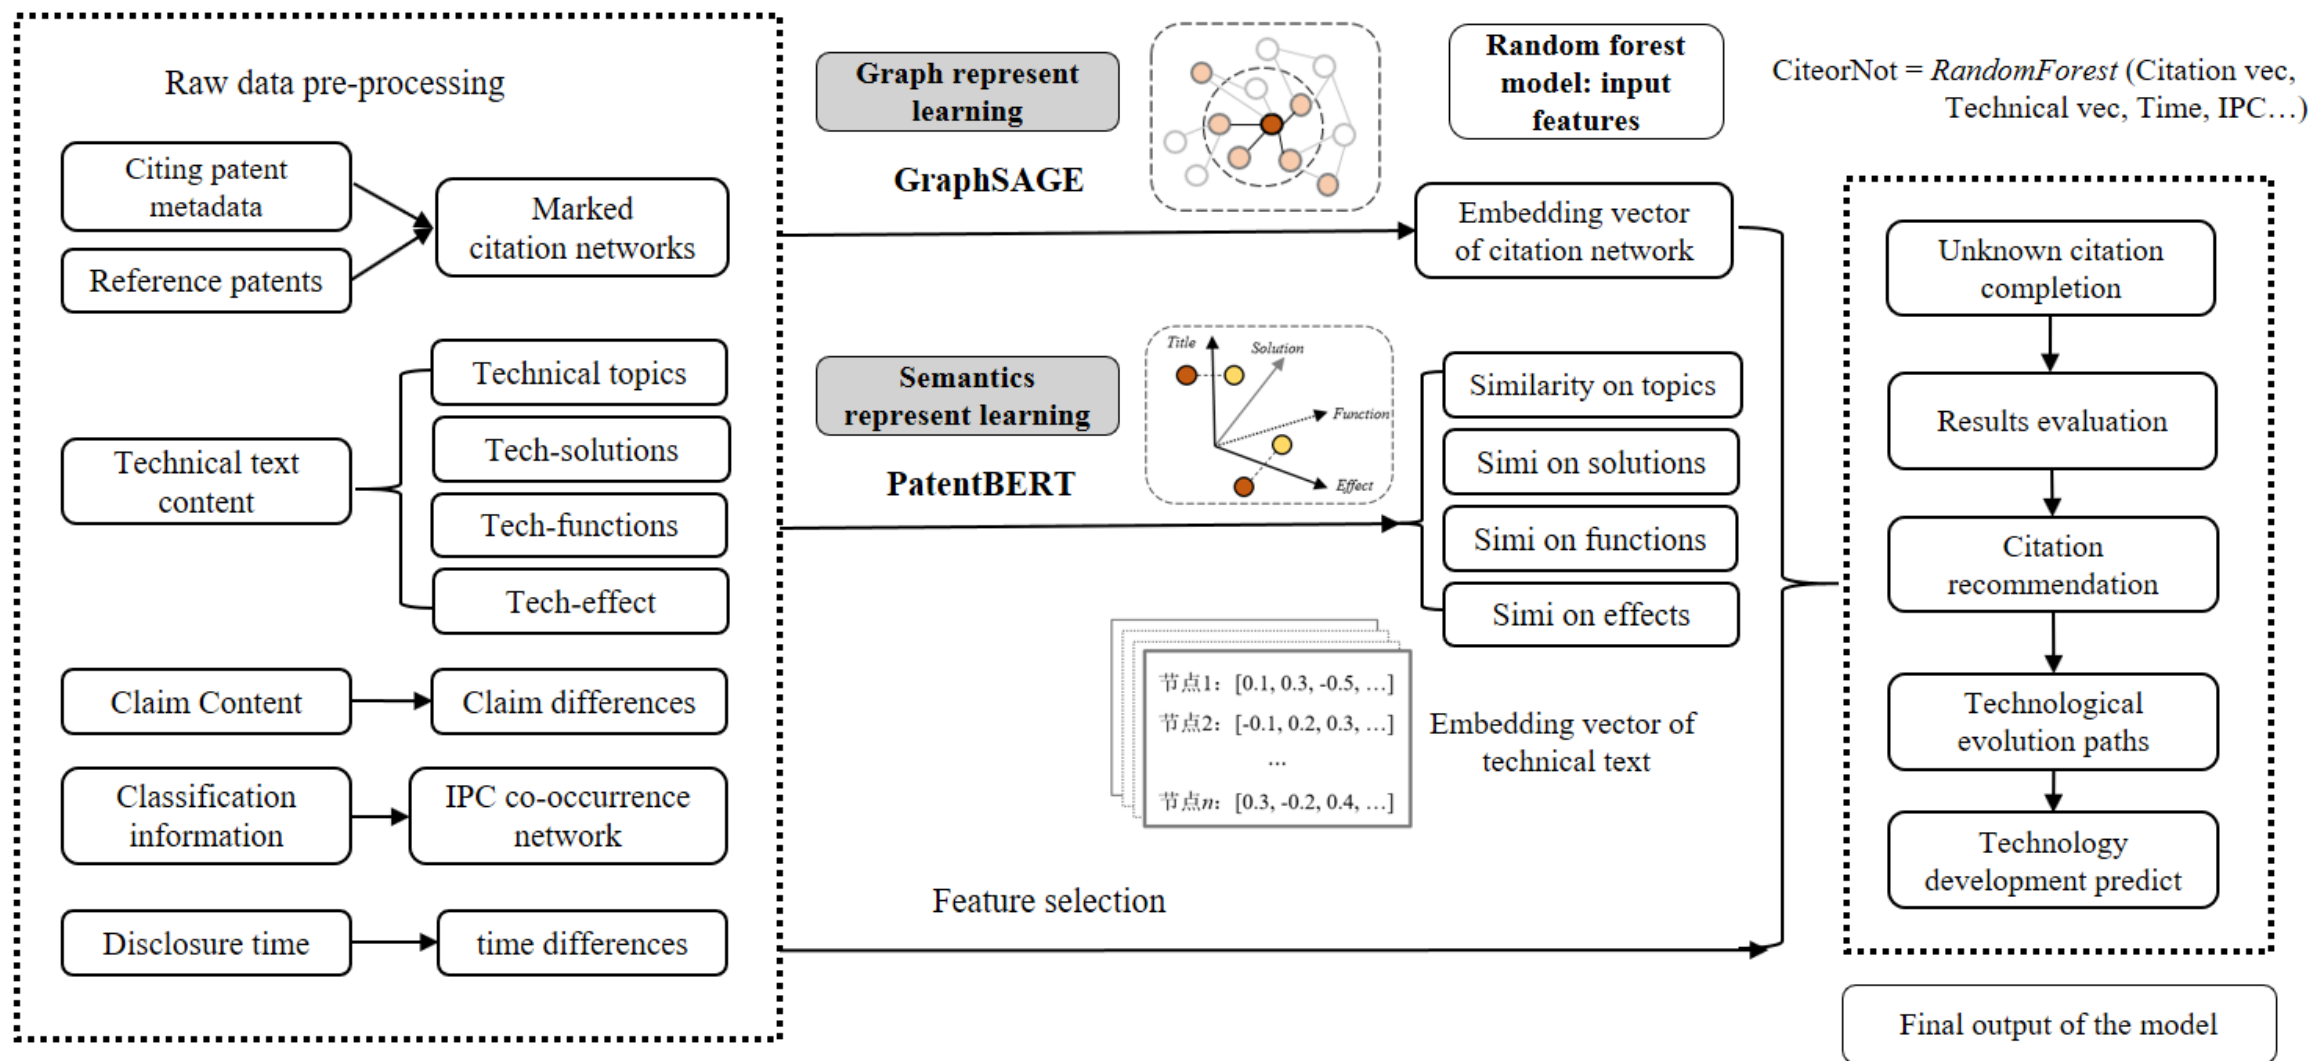 Raw data pre-processing
Citing patent
metadata
Reference patents
Marked
citation networks
Technical text
content
Technical topics
Tech-solutions
Tech-functions
Tech-effect
Claim Content
Claim differences
Classification
information
IPC co-occurrence
network
Disclosure time
time differences
Graph represent
learning
GraphSAGE
Semantics
represent learning
PatentBERT
Title
Solution
Function
Effect
节点1: [0.1, 0.3, -0.5, …]
节点2: [-0.1, 0.2, 0.3, …]
...
节点n: [0.3, -0.2, 0.4, …]
Embedding vector of
technical text
Feature selection
Random forest
model: input
features
Embedding vector
of citation network
Similarity on topics
Simi on solutions
Simi on functions
Simi on effects
CiteorNot = RandomForest (Citation vec,
Technical vec, Time, IPC…)
Unknown citation
completion
Results evaluation
Citation
recommendation
Technological
evolution paths
Technology
development predict
Final output of the model